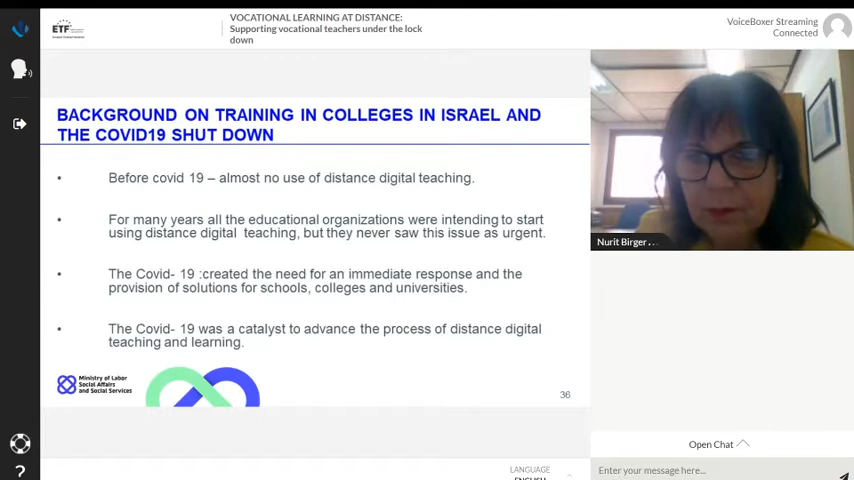 ETF
VOCATIONAL LEARNING AT DISTANCE:
Supporting vocational teachers under the lock
down
VoiceBoxer Streaming
Connected
BACKGROUND ON TRAINING IN COLLEGES IN ISRAEL AND
THE COVID19 SHUT DOWN
• Before covid 19 – almost no use of distance digital teaching.
• For many years all the educational organizations were intending to start
using distance digital teaching, but they never saw this issue as urgent.
• The Covid- 19 :created the need for an immediate response and the
provision of solutions for schools, colleges and universities.
• The Covid- 19 was a catalyst to advance the process of distance digital
teaching and learning.
Ministry of Labor
Social Affairs
and Social Services
36
Nurit Birger...
Open Chat
Enter your message here...
LANGUAGE
ENGLISH
?